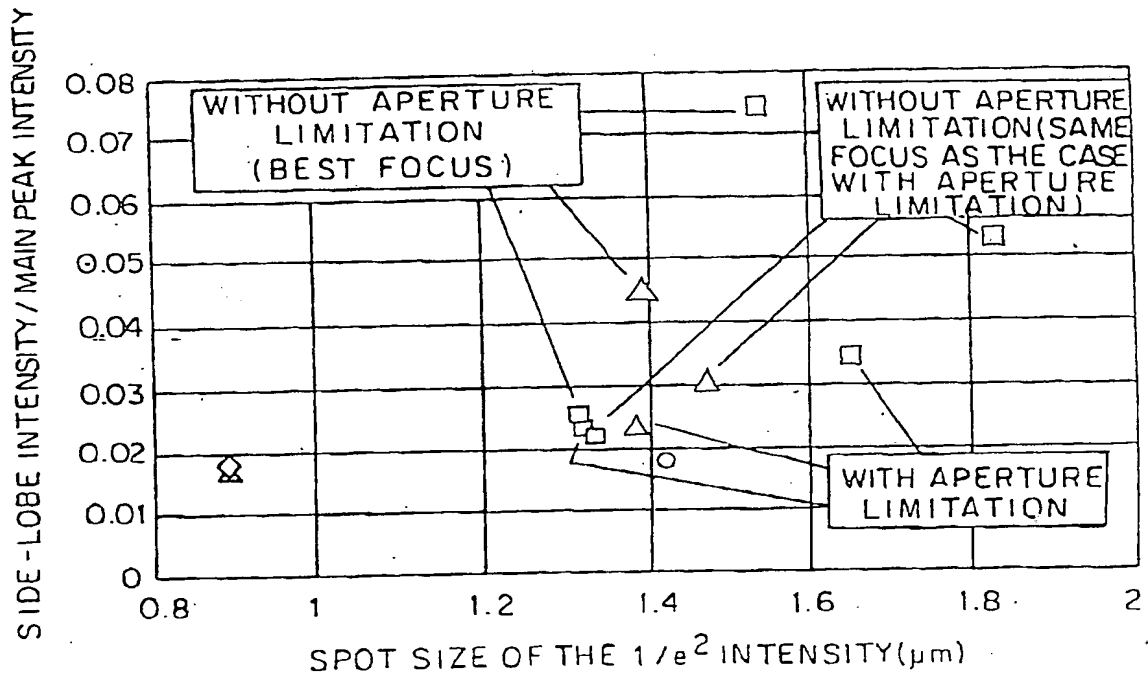 SIDE-LOBE INTENSITY/MAIN PEAK INTENSITY
0.08
0.07
0.06
0.05
0.04
0.03
0.02
0.01
0
WITHOUT APERTURE
LIMITATION
(BEST FOCUS)
WITHOUT APERTURE
LIMITATION(SAME
FOCUS AS THE CASE
WITH APERTURE
LIMITATION)
WITH APERTURE
LIMITATION
0.8
1
1.2
1.4
1.6
1.8
2
SPOT SIZE OF THE 1/e² INTENSITY(μm)